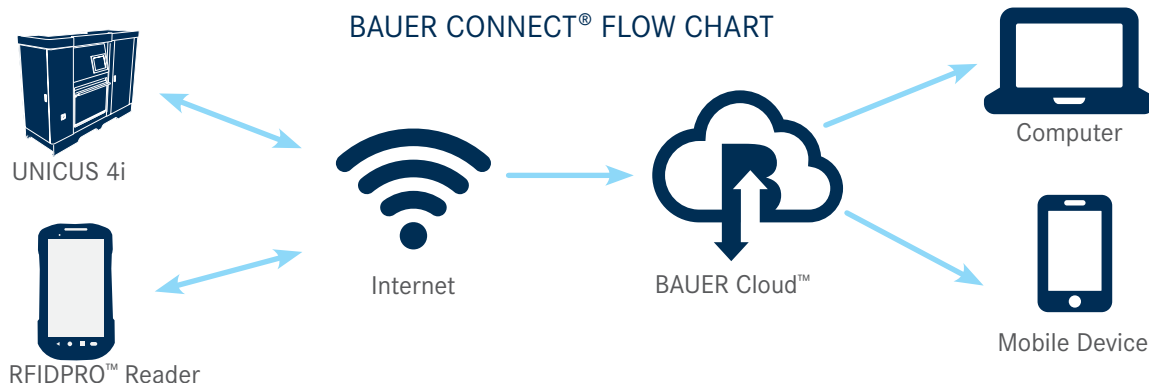 BAUER CONNECT® FLOW CHART
UNICUS 4i
RFIDPRO™ Reader
Internet
B
BAUER Cloud™
Computer
Mobile Device